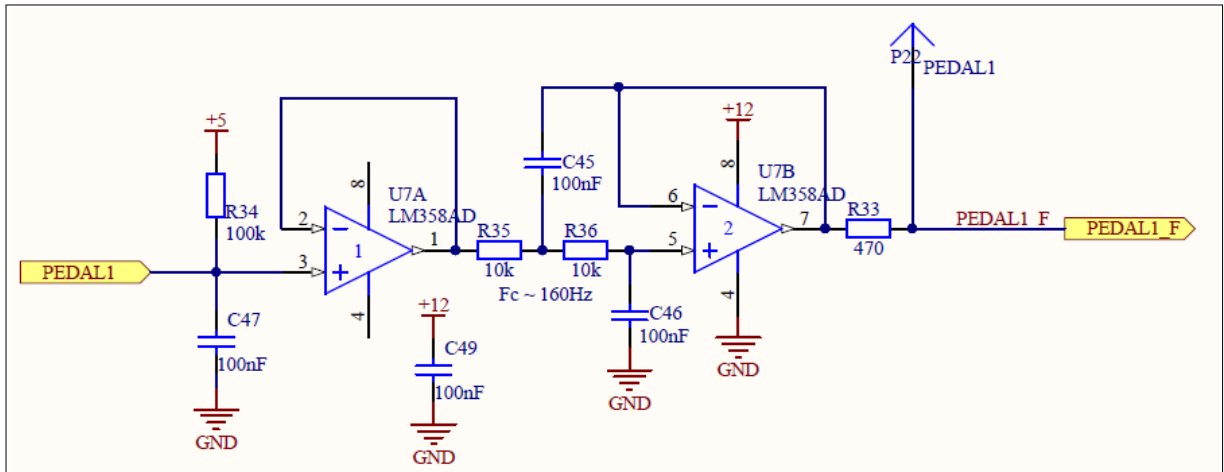 P22
PEDAL1
+5
+12
R34
100k
8
U7A
LM358AD
2
3
1
1
4
C45
100nF
8
U7B
LM358AD
6
5
2
7
4
R35
10k
R36
10k
Fc ~ 160Hz
R33
470
PEDAL1_F
PEDAL1_F
PEDAL1
C47
100nF
GND
+12
C49
100nF
GND
C46
100nF
GND
GND